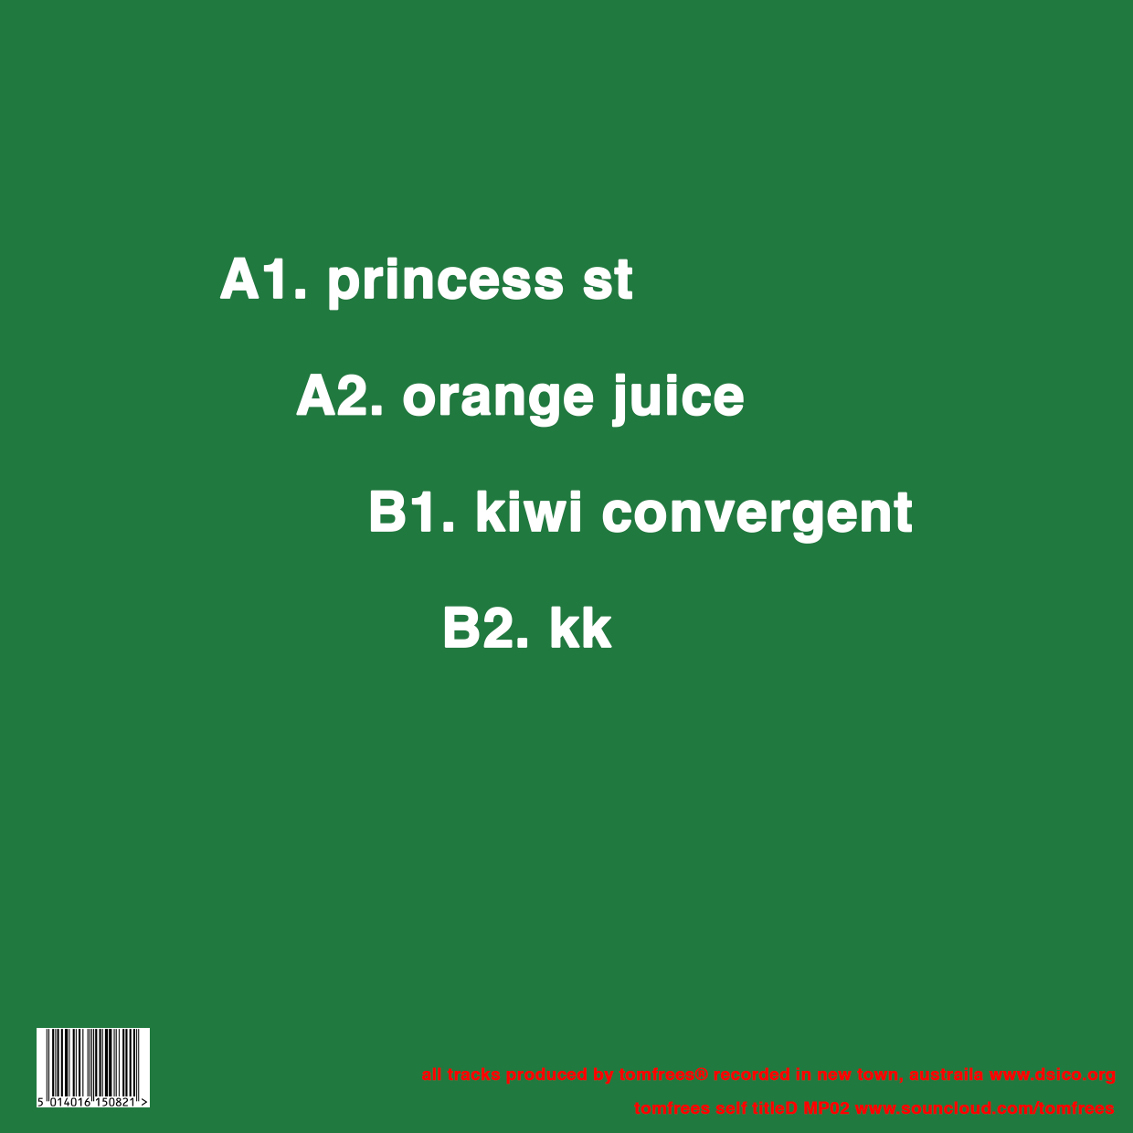 A1. princess st
A2. orange juice
B1. kiwi convergent
B2. kk
5 014016 150821 >
all tracks produced by tomfrees® recorded in new town, austraila www.dsico.org
tomfrees self titleD MP02 www.souncloud.com/tomfrees